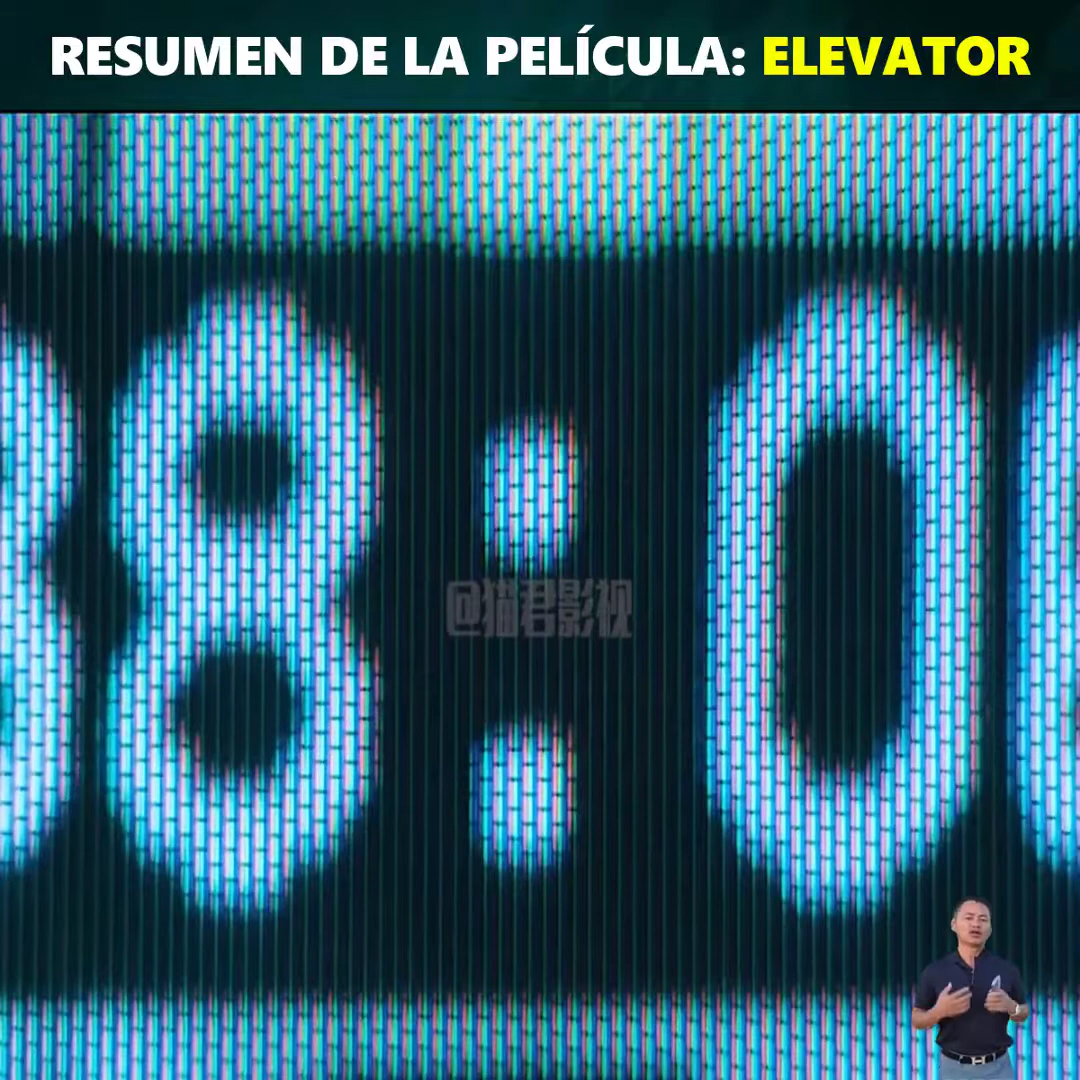 RESUMEN DE LA PELÍCULA: ELEVATOR
8:0
@猫君影视